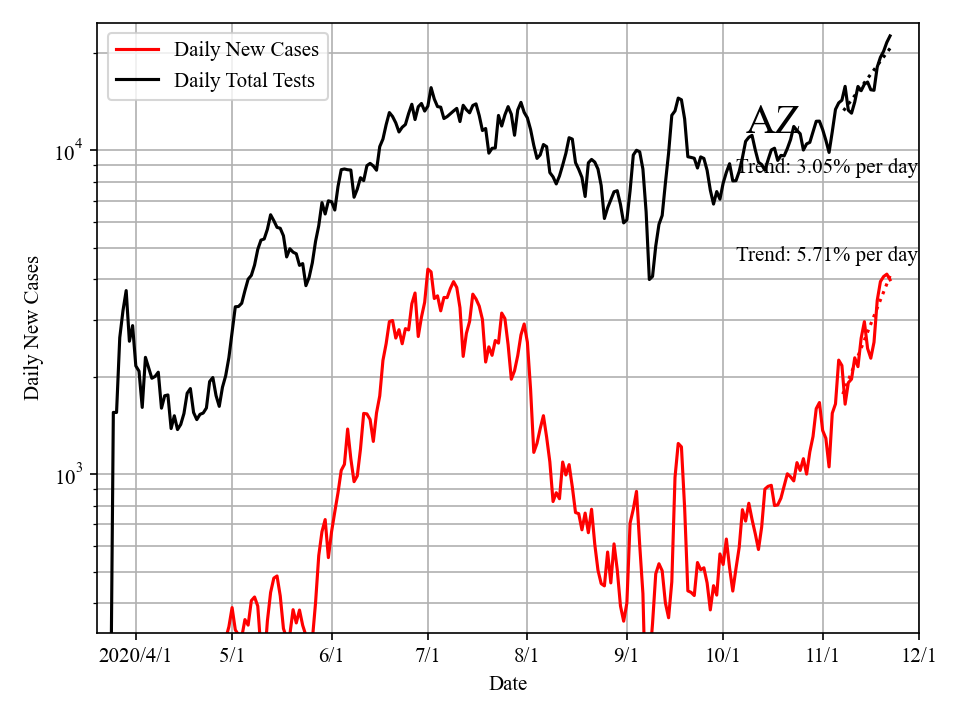 Daily New Cases
Daily Total Tests
AZ
Trend: 3.05% per day
Trend: 5.71% per day
10^4
10^3
Daily New Cases
2020/4/1 5/1 6/1 7/1 8/1 9/1 10/1 11/1 12/1
Date